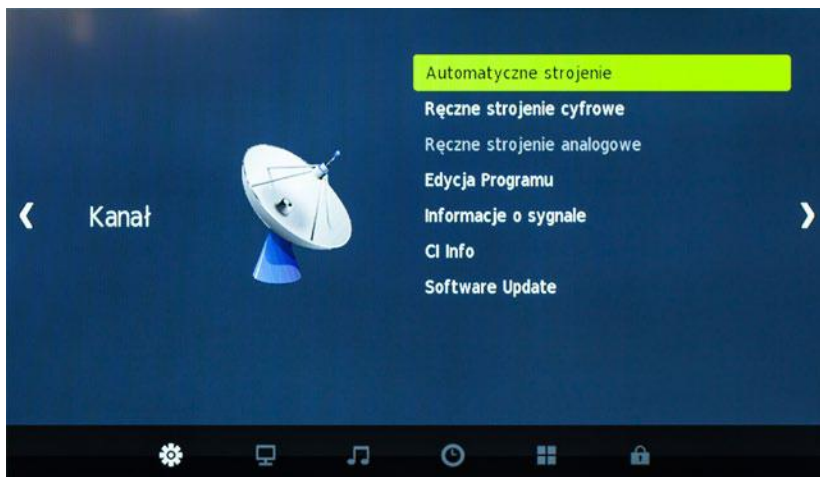 Automatyczne strojenie
Ręczne strojenie cyfrowe
Ręczne strojenie analogowe
Edycja Programu
Kanał
Informacje o sygnale
CI Info
Software Update